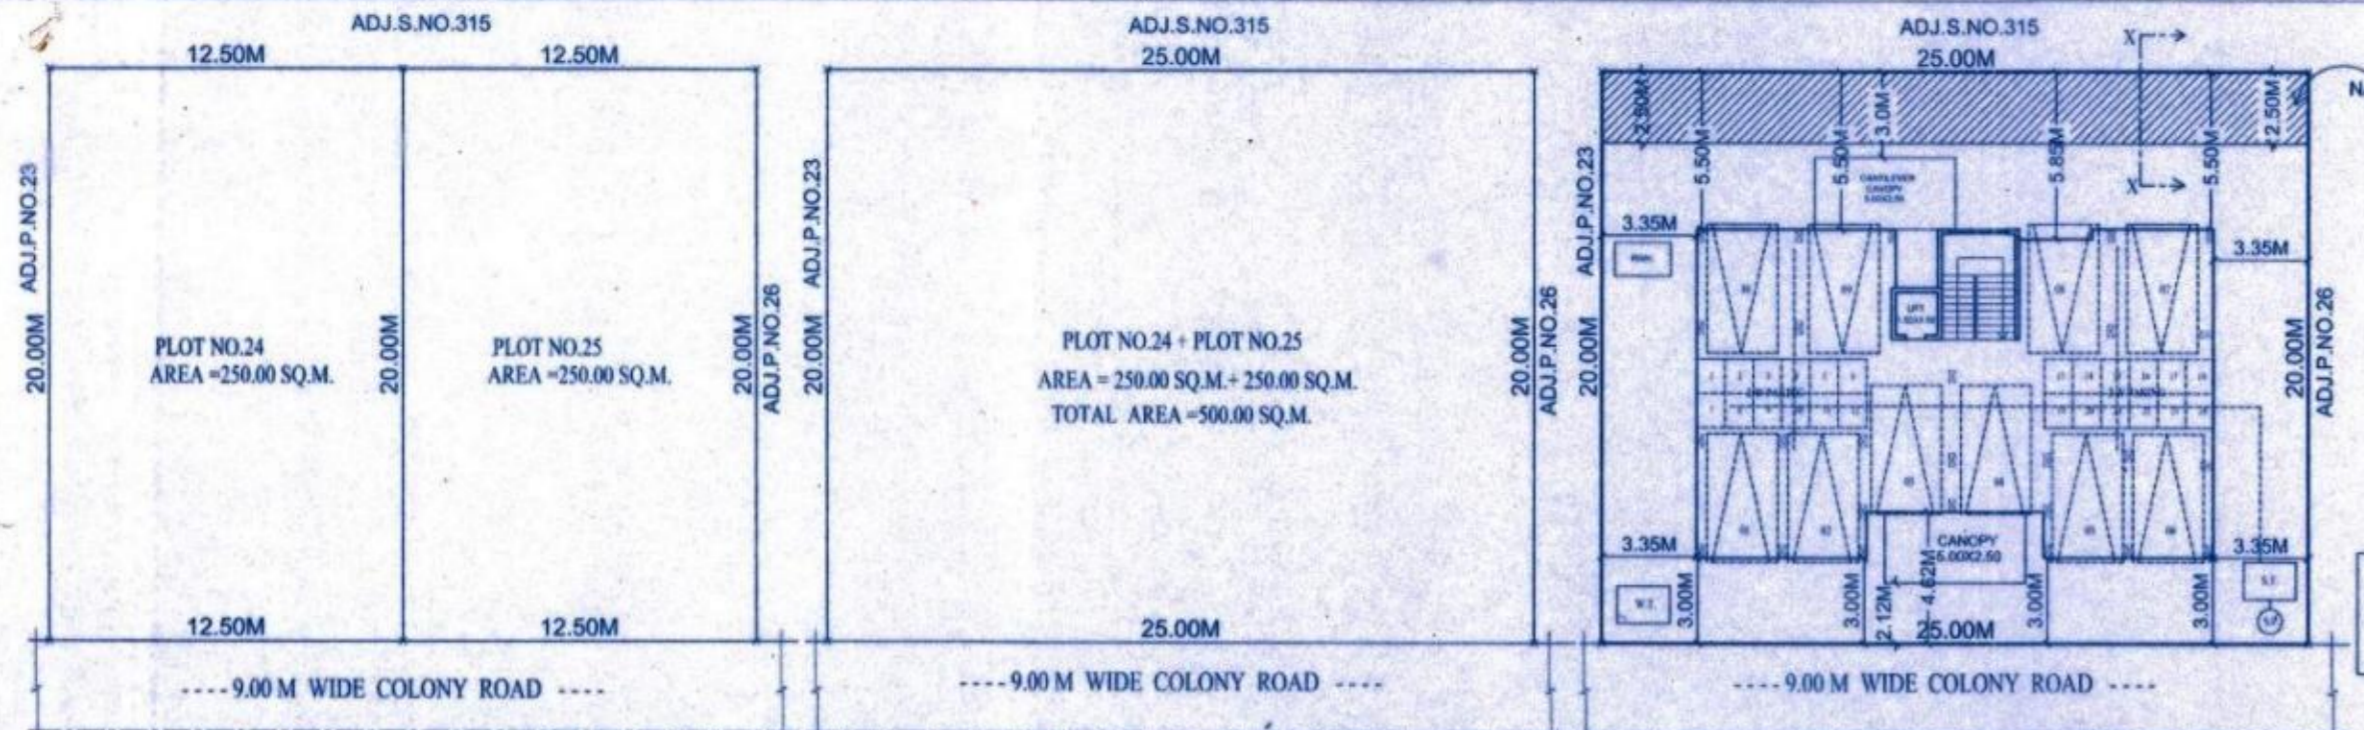 ADJ.S.NO.315
12.50M
12.50M
ADJ.P.NO.23
20.00M
20.00M
20.00M
ADJ.P.NO.26
PLOT NO.24
AREA =250.00 SQ.M.
PLOT NO.25
AREA =250.00 SQ.M.
12.50M
12.50M
----9.00 M WIDE COLONY ROAD ----
ADJ.S.NO.315
25.00M
ADJ.P.NO.23
20.00M
20.00M
ADJ.P.NO.26
PLOT NO.24 + PLOT NO.25
AREA = 250.00 SQ.M.+ 250.00 SQ.M.
TOTAL AREA =500.00 SQ.M.
25.00M
----9.00 M WIDE COLONY ROAD ----
ADJ.S.NO.315
25.00M
X
X
2.50M
5.50M
5.50M
3.0M
5.85M
5.50M
2.50M
CANTILEVER
CANOPY
ADJ.P.NO.23
20.00M
3.35M
3.35M
20.00M
ADJ.P.NO.26
LIFT
3.35M
3.35M
CANOPY
5.00X2.50
3.00M
3.00M
2.12M
4.62M
3.00M
3.00M
W.T.
S.T.
25.00M
----9.00 M WIDE COLONY ROAD ----